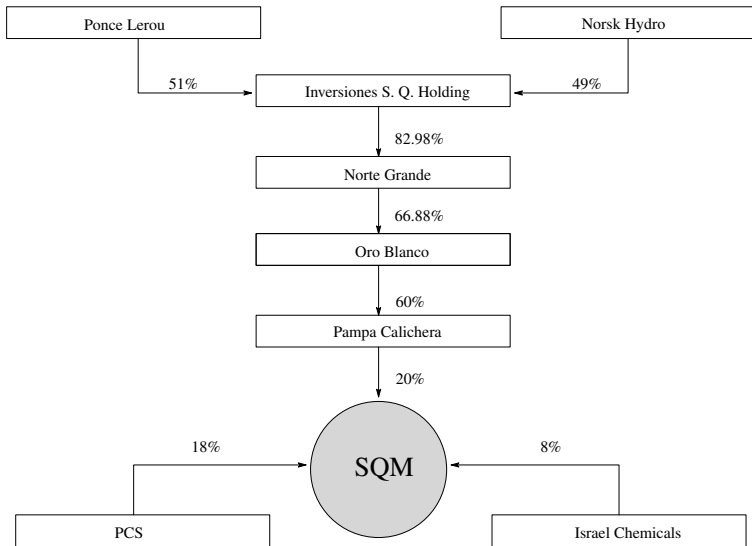 Ponce Lerou
Norsk Hydro
51%
49%
Inversiones S. Q. Holding
82.98%
Norte Grande
66.88%
Oro Blanco
60%
Pampa Calichera
20%
18%
SQM
8%
PCS
Israel Chemicals